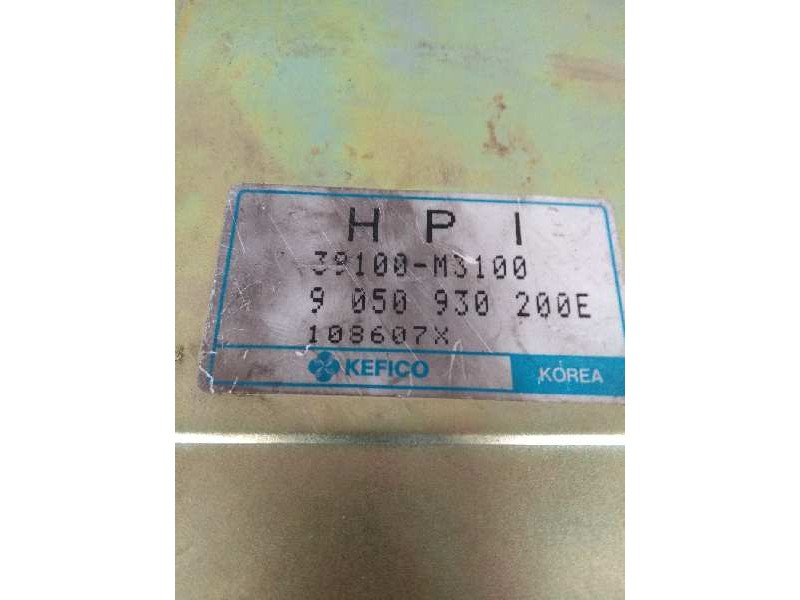 H P I
39100-M3100
9 050 930 200E
108607X
KEFICO KOREA